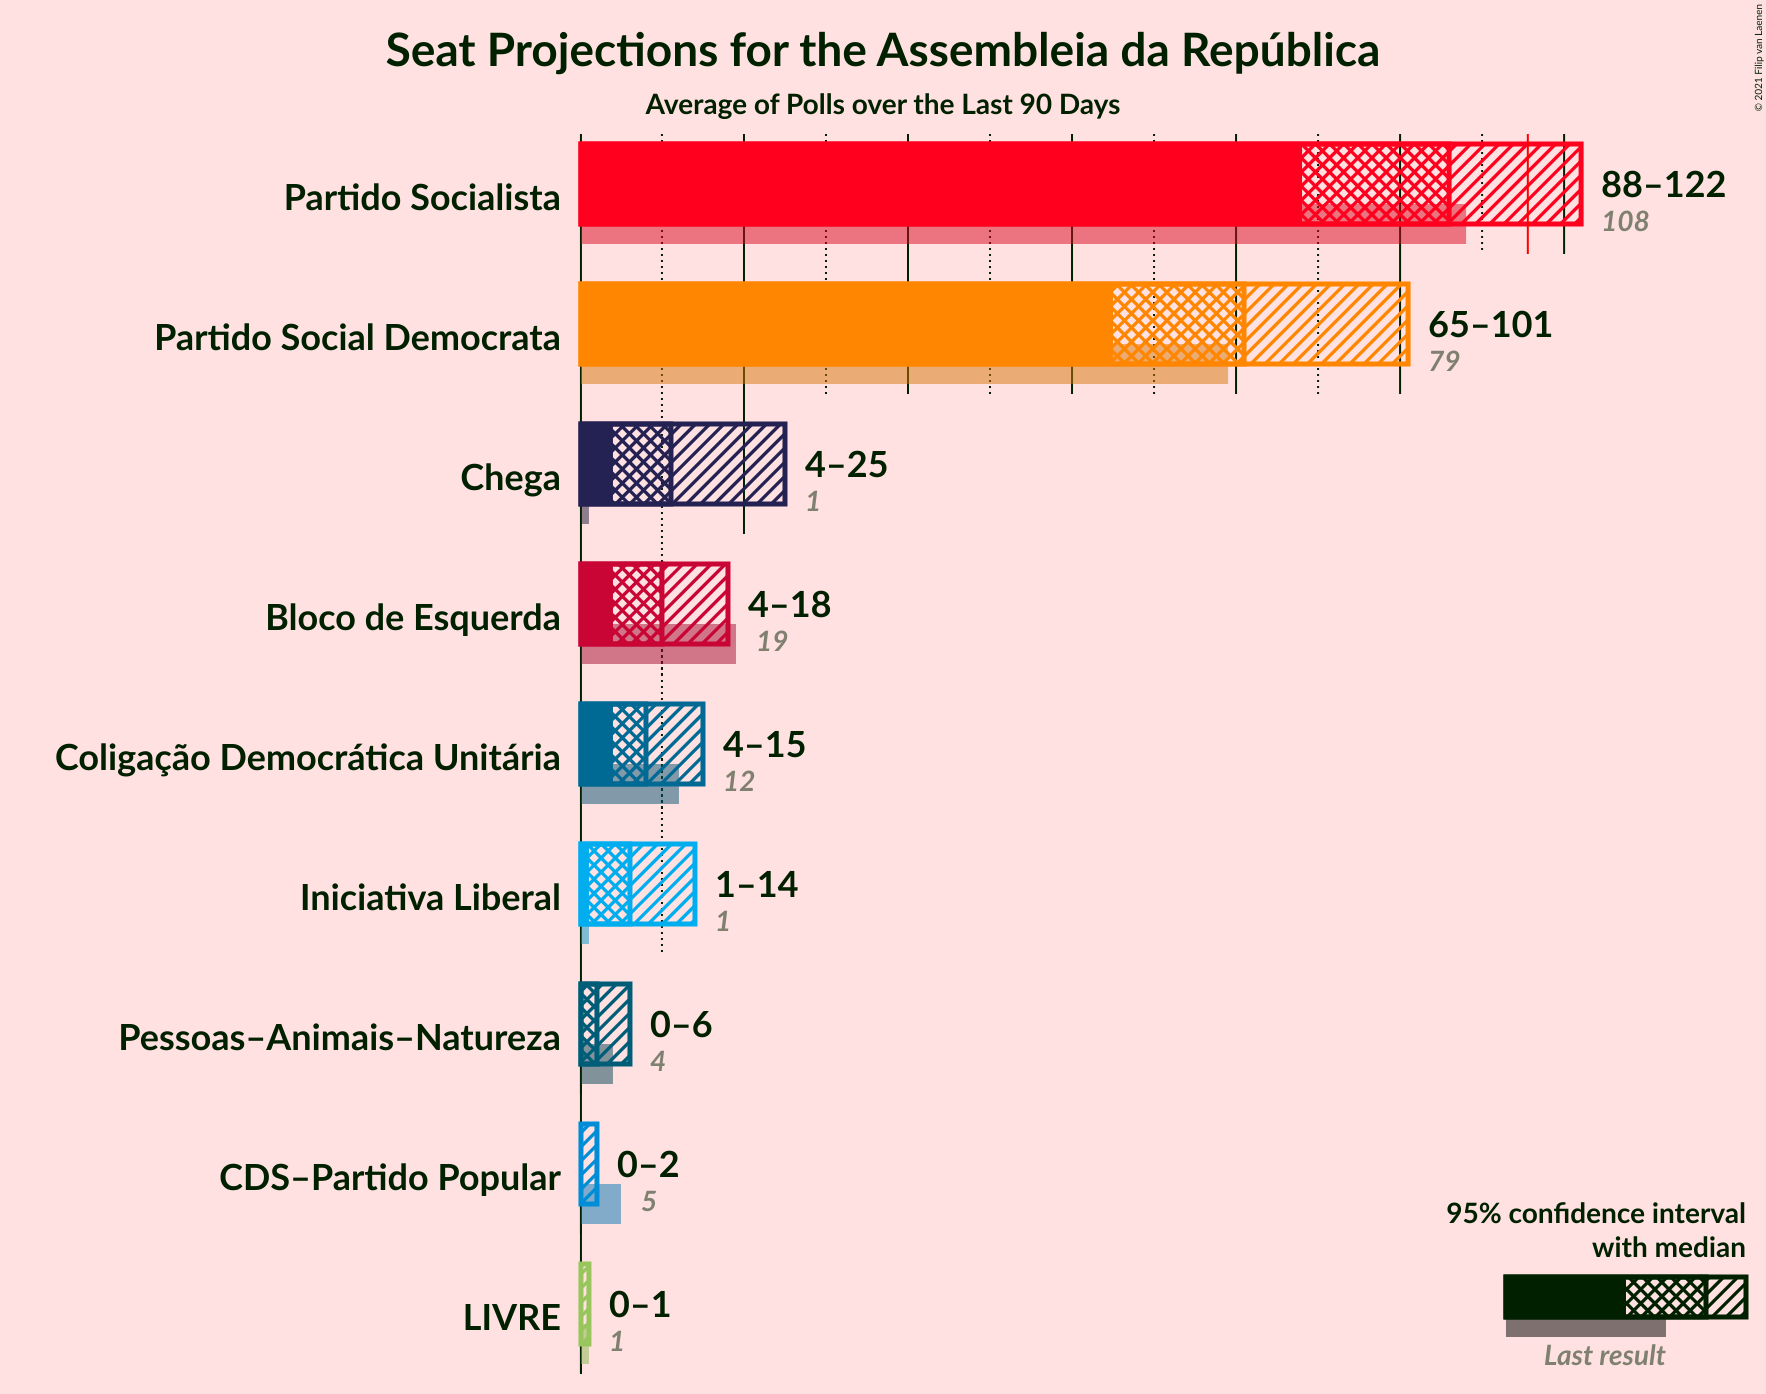 Seat Projections for the Assembleia da República
Average of Polls over the Last 90 Days
© 2021 Filip van Laenen
Partido Socialista
88–122
108
Partido Social Democrata
65–101
79
Chega
4–25
1
Bloco de Esquerda
4–18
19
Coligação Democrática Unitária
4–15
12
Iniciativa Liberal
1–14
1
Pessoas–Animais–Natureza
0–6
4
CDS–Partido Popular
0–2
5
LIVRE
0–1
1
95% confidence interval
with median
Last result